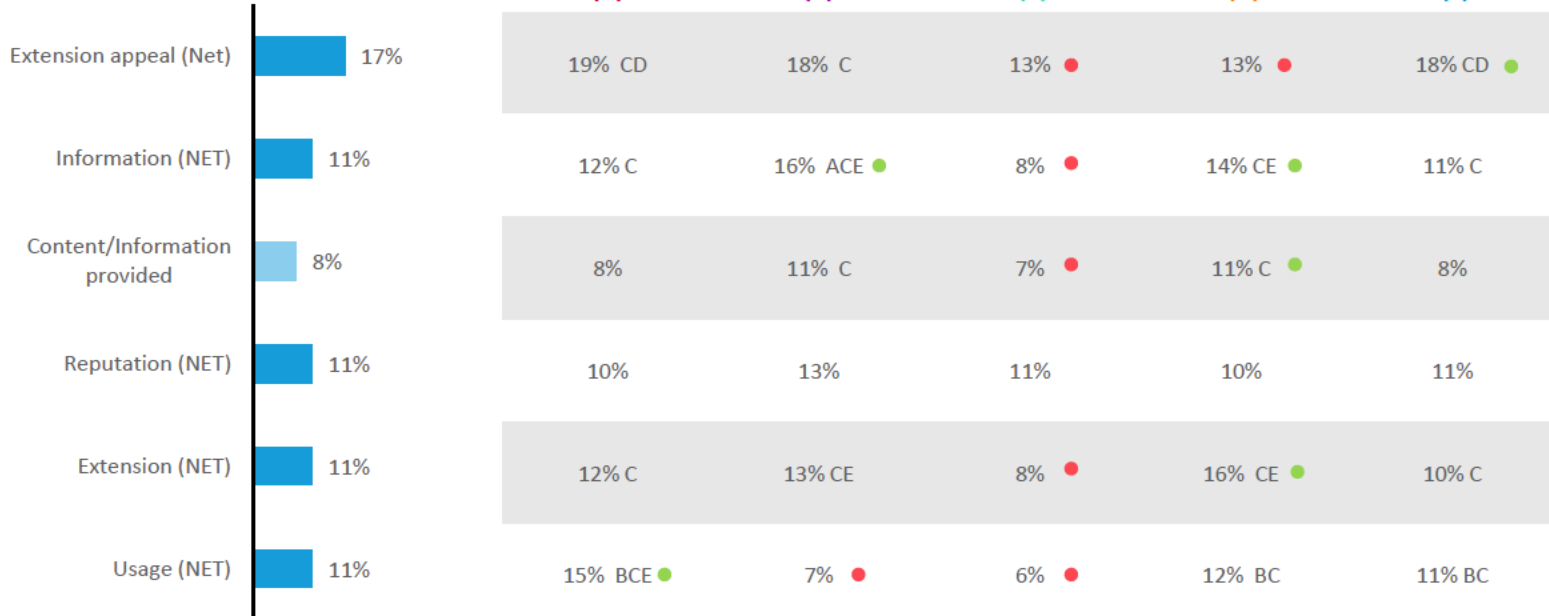 Extension appeal (Net) 17% 19% CD 18% C 13% 13% 18% CD
Information (NET) 11% 12% C 16% ACE 8% 14% CE 11% C
Content/Information
provided 8% 8% 11% C 7% 11% C 8%
Reputation (NET) 11% 10% 13% 11% 10% 11%
Extension (NET) 11% 12% C 13% CE 8% 16% CE 10% C
Usage (NET) 11% 15% BCE 7% 6% 12% BC 11% BC